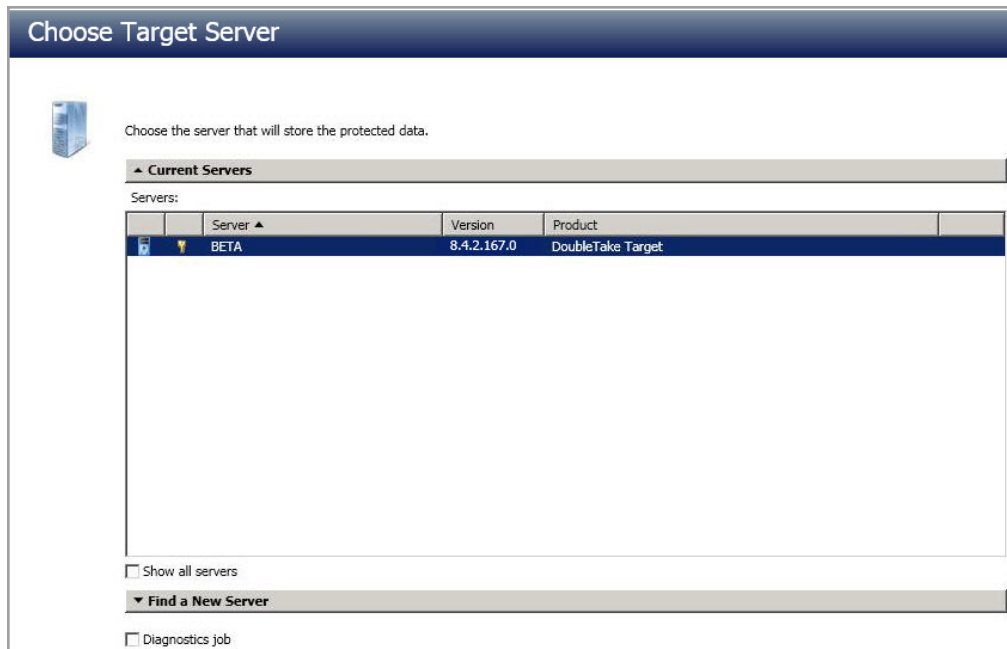 Choose Target Server
Choose the server that will store the protected data.
Current Servers
Servers:
Server Version Product
BETA 8.4.2.167.0 DoubleTake Target
Show all servers
Find a New Server
Diagnostics job